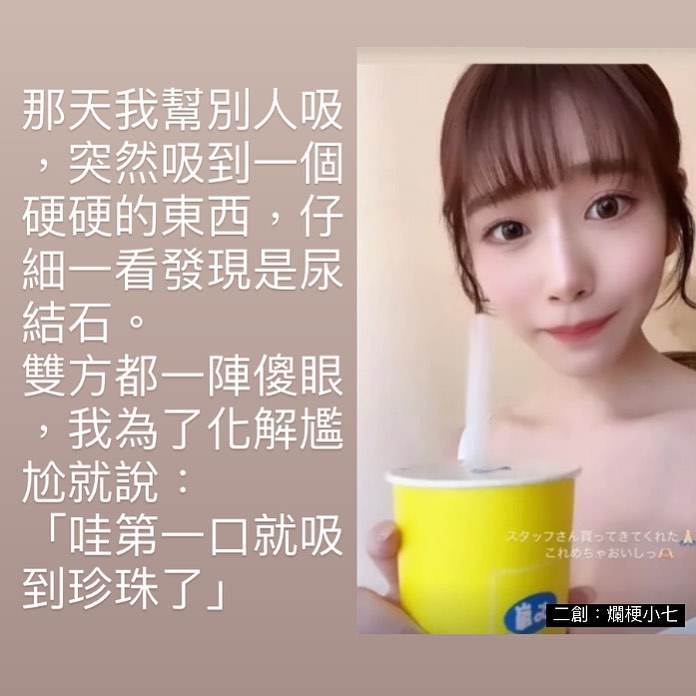 那天我幫別人吸
，突然吸到一個
硬硬的東西，仔
細一看發現是尿
結石。
雙方都一陣傻眼
，我為了化解尷
尬就說：
「哇第一口就吸
到珍珠了」
スタッフさん買ってきてくれた🙏🏻
これめちゃおいしっ🫶🏻
二創：爛梗小七